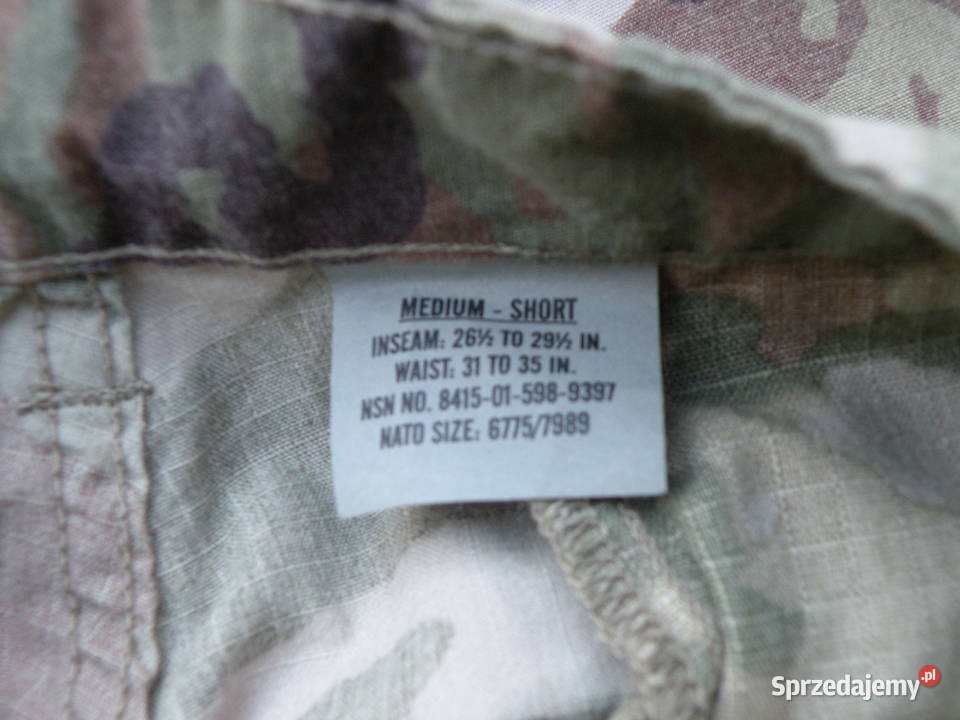 MEDIUM - SHORT
INSEAM: 26½ TO 29½ IN.
WAIST: 31 TO 35 IN.
NSN NO. 8415-01-598-9397
NATO SIZE: 6775/7989
Sprzedajemy.pl